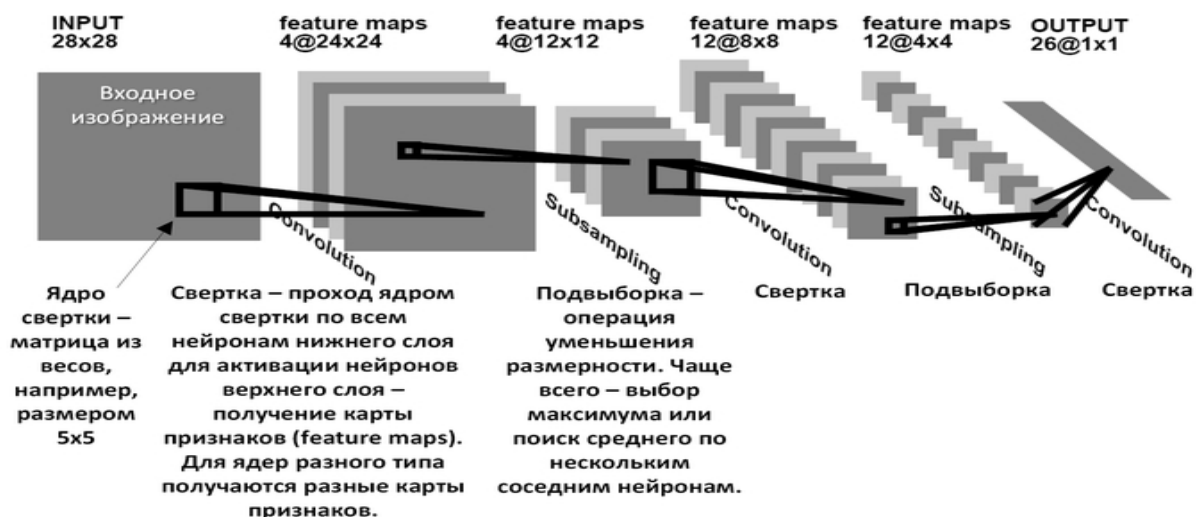 INPUT
28x28
feature maps
4@24x24
feature maps
4@12x12
feature maps
12@8x8
feature maps
12@4x4
OUTPUT
26@1x1
Входное
изображение
Convolution
Subsampling
Convolution
Subsampling
Convolution
Ядро
свертки –
матрица из
весов,
например,
размером
5х5
Свертка – проход ядром
свертки по всем
нейронам нижнего слоя
для активации нейронов
верхнего слоя –
получение карты
признаков (feature maps).
Для ядер разного типа
получаются разные карты
признаков.
Подвыборка –
операция
уменьшения
размерности. Чаще
всего – выбор
максимума или
поиск среднего по
нескольким
соседним нейронам.
Свертка
Подвыборка
Свертка